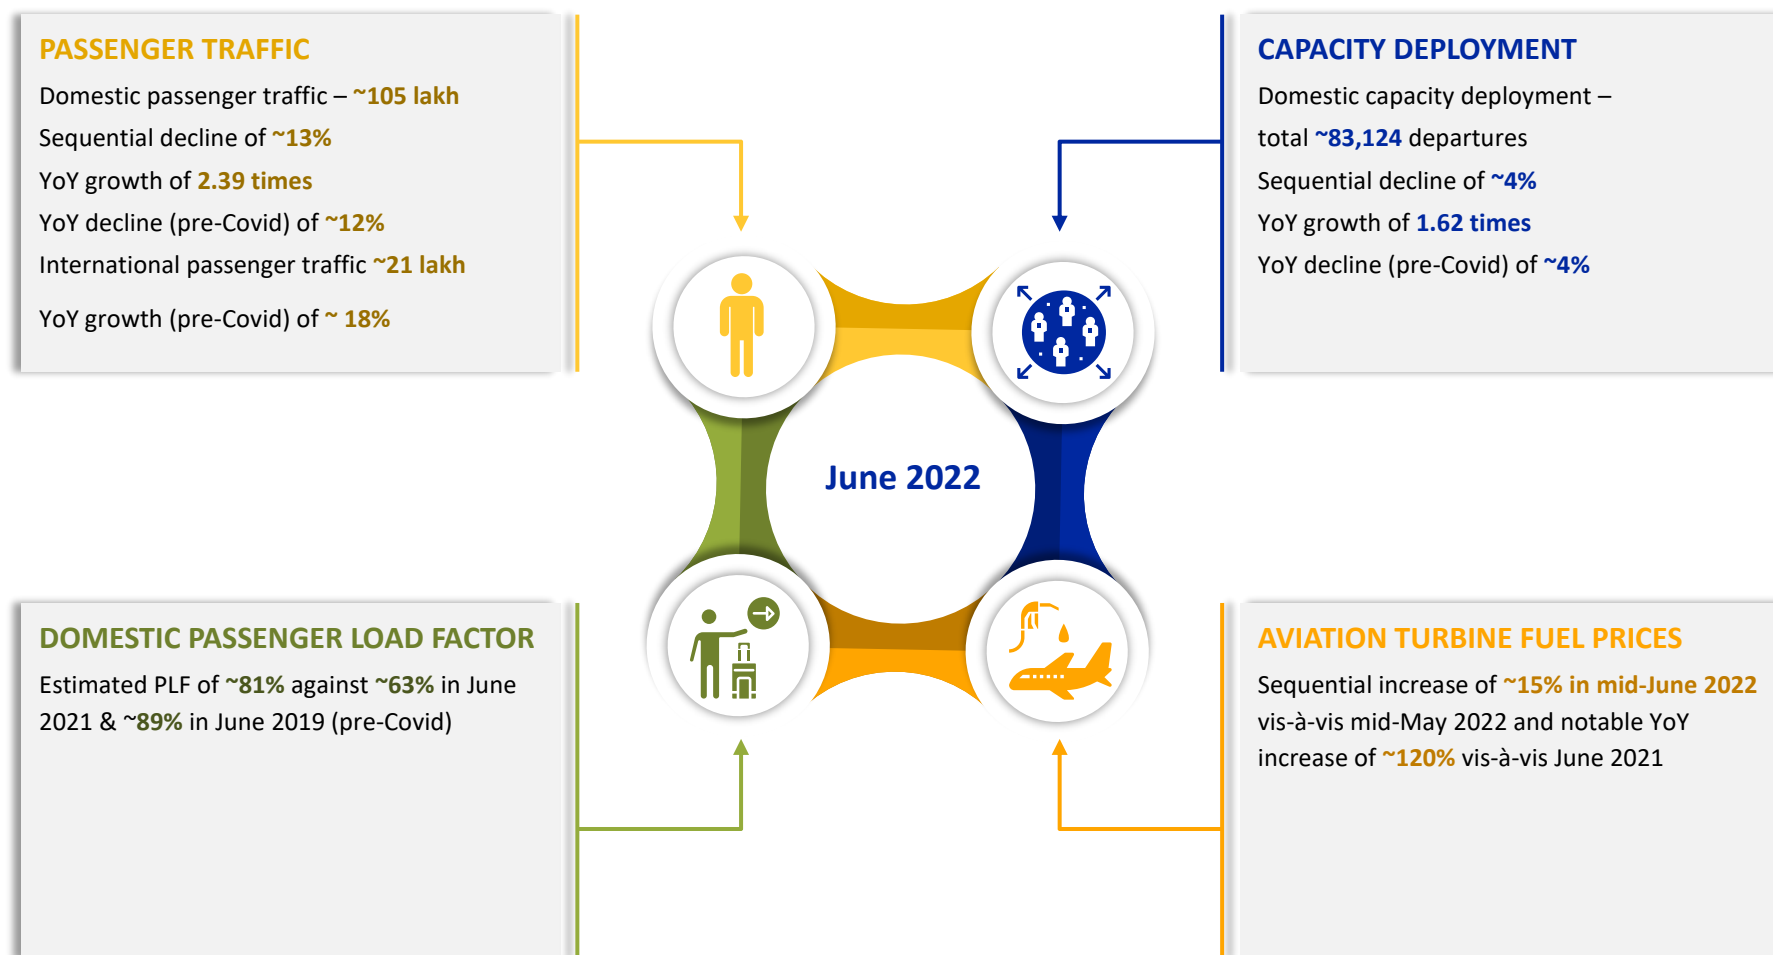 PASSENGER TRAFFIC
Domestic passenger traffic – ~105 lakh
Sequential decline of ~13%
YoY growth of 2.39 times
YoY decline (pre-Covid) of ~12%
International passenger traffic ~21 lakh
YoY growth (pre-Covid) of ~ 18%
CAPACITY DEPLOYMENT
Domestic capacity deployment –
total ~83,124 departures
Sequential decline of ~4%
YoY growth of 1.62 times
YoY decline (pre-Covid) of ~4%
June 2022
DOMESTIC PASSENGER LOAD FACTOR
Estimated PLF of ~81% against ~63% in June
2021 & ~89% in June 2019 (pre-Covid)
AVIATION TURBINE FUEL PRICES
Sequential increase of ~15% in mid-June 2022
vis-à-vis mid-May 2022 and notable YoY
increase of ~120% vis-à-vis June 2021